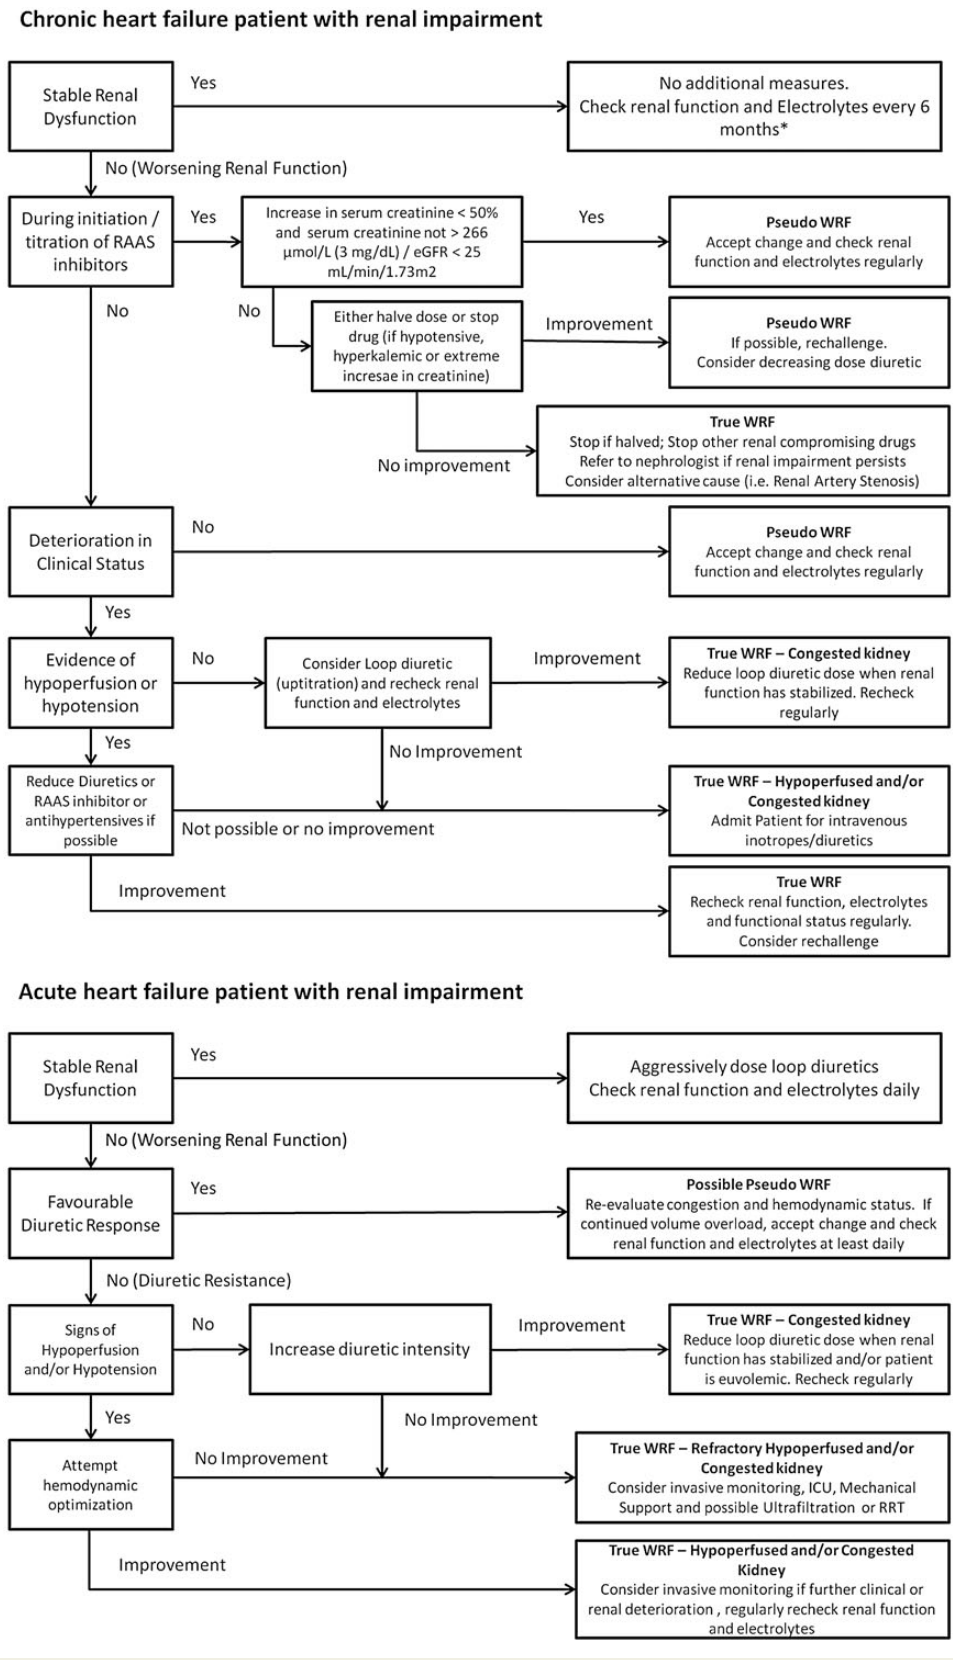 Chronic heart failure patient with renal impairment
Stable Renal
Dysfunction
Yes
No additional measures.
Check renal function and Electrolytes every 6
months*
No (Worsening Renal Function)
During initiation /
titration of RAAS
inhibitors
Yes
Increase in serum creatinine < 50%
and serum creatinine not > 266
µmol/L (3 mg/dL) / eGFR < 25
mL/min/1.73m2
Yes
Pseudo WRF
Accept change and check renal
function and electrolytes regularly
No
No
Either halve dose or stop
drug (if hypotensive,
hyperkalemic or extreme
incresae in creatinine)
Improvement
Pseudo WRF
If possible, rechallenge.
Consider decreasing dose diuretic
No improvement
True WRF
Stop if halved; Stop other renal compromising drugs
Refer to nephrologist if renal impairment persists
Consider alternative cause (i.e. Renal Artery Stenosis)
Deterioration in
Clinical Status
No
Pseudo WRF
Accept change and check renal
function and electrolytes regularly
Yes
Evidence of
hypoperfusion or
hypotension
No
Consider Loop diuretic
(uptitration) and recheck renal
function and electrolytes
Improvement
True WRF – Congested kidney
Reduce loop diuretic dose when renal
function has stabilized. Recheck
regularly
Yes
No Improvement
Reduce Diuretics or
RAAS inhibitor or
antihypertensives if
possible
Not possible or no improvement
True WRF – Hypoperfused and/or
Congested kidney
Admit Patient for intravenous
inotropes/diuretics
Improvement
True WRF
Recheck renal function, electrolytes
and functional status regularly.
Consider rechallenge
Acute heart failure patient with renal impairment
Stable Renal
Dysfunction
Yes
Aggressively dose loop diuretics
Check renal function and electrolytes daily
No (Worsening Renal Function)
Favourable
Diuretic Response
Yes
Possible Pseudo WRF
Re-evaluate congestion and hemodynamic status. If
continued volume overload, accept change and check
renal function and electrolytes at least daily
No (Diuretic Resistance)
Signs of
Hypoperfusion
and/or Hypotension
No
Increase diuretic intensity
Improvement
True WRF – Congested kidney
Reduce loop diuretic dose when renal
function has stabilized and/or patient
is euvolemic. Recheck regularly
Yes
No Improvement
Attempt
hemodynamic
optimization
No Improvement
True WRF – Refractory Hypoperfused and/or
Congested kidney
Consider invasive monitoring, ICU, Mechanical
Support and possible Ultrafiltration or RRT
Improvement
True WRF – Hypoperfused and/or Congested
Kidney
Consider invasive monitoring if further clinical or
renal deterioration , regularly recheck renal function
and electrolytes